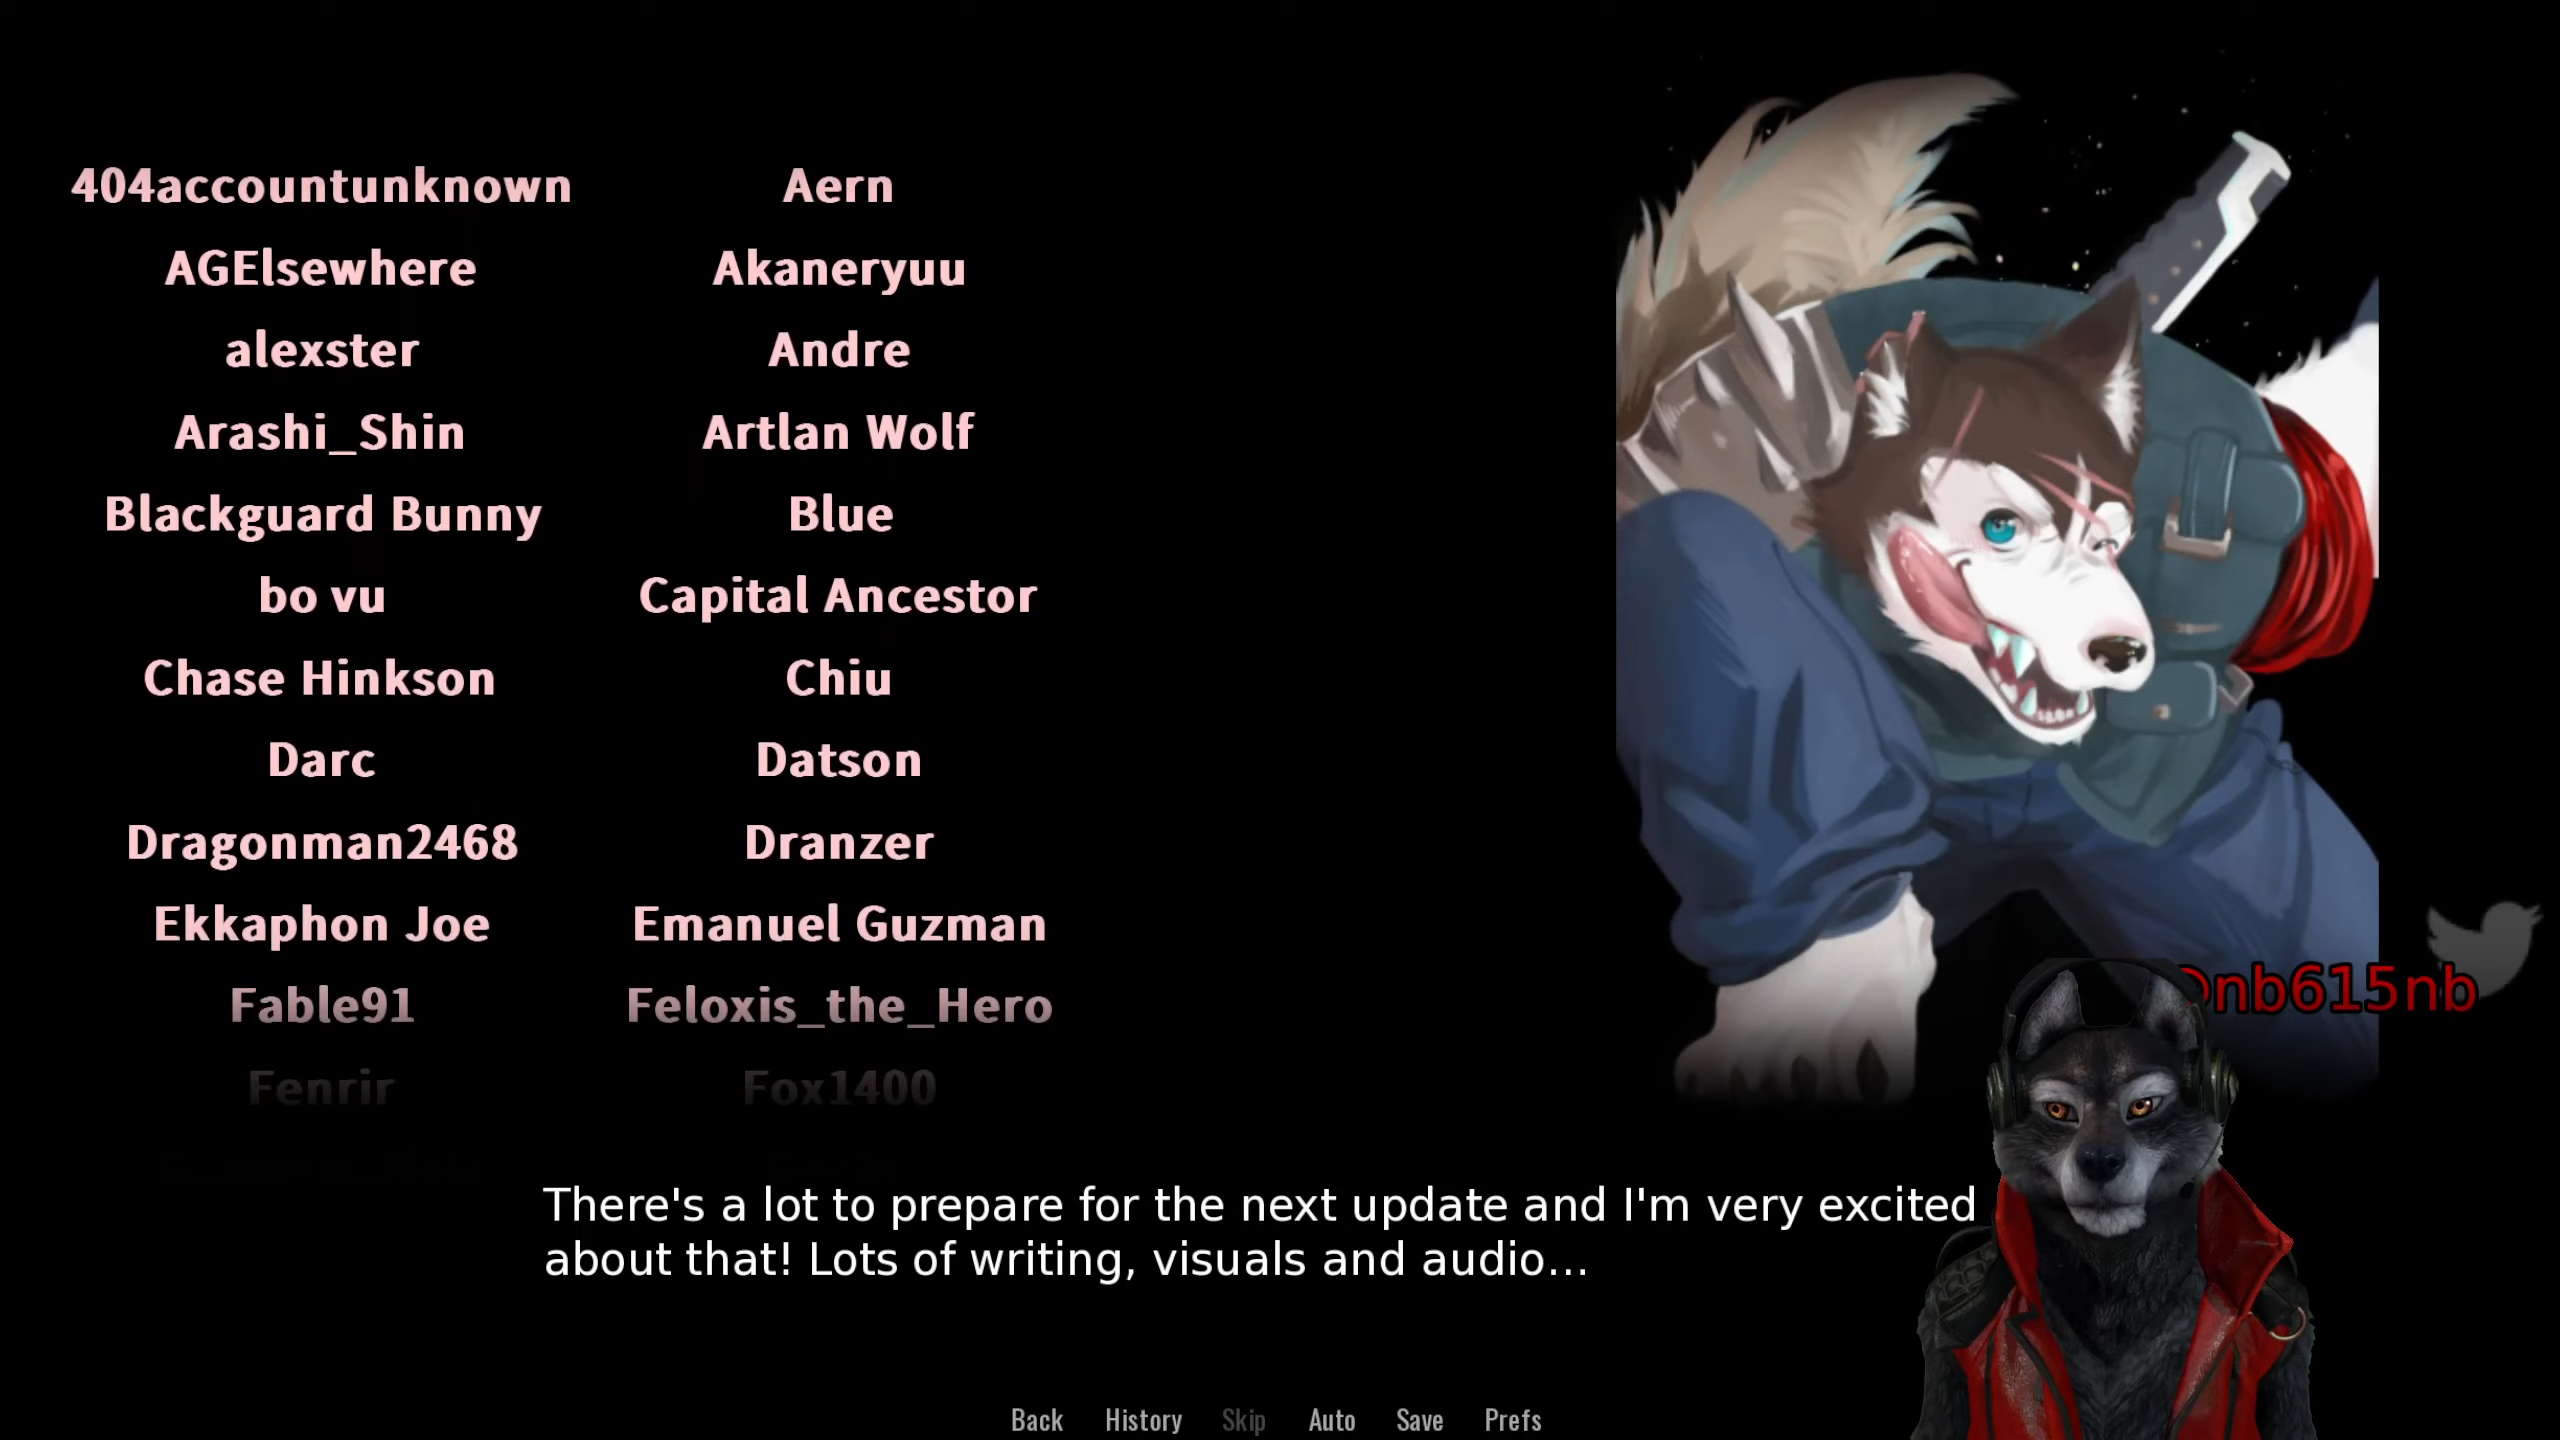 404accountunknown Aern
AGElsewhere Akaneryuu
alexster Andre
Arashi_Shin Artlan Wolf
Blackguard Bunny Blue
bo vu Capital Ancestor
Chase Hinkson Chiu
Darc Datson
Dragonman2468 Dranzer
Ekkaphon Joe Emanuel Guzman
Fable91 Feloxis_the_Hero
Fenrir Fox1400
@nb615nb
There's a lot to prepare for the next update and I'm very excited
about that! Lots of writing, visuals and audio...
Back History Skip Auto Save Prefs